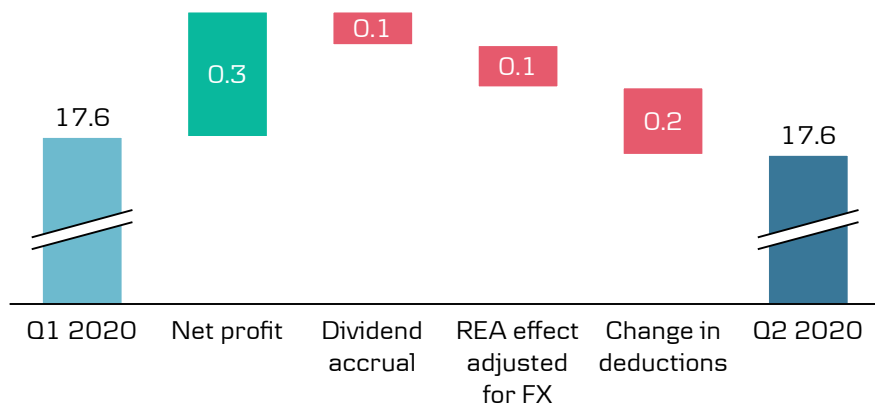 0.1
0.3
0.1
17.6
0.2
17.6
Q1 2020
Net profit
Dividend
accrual
REA effect
adjusted
for FX
Change in
deductions
Q2 2020